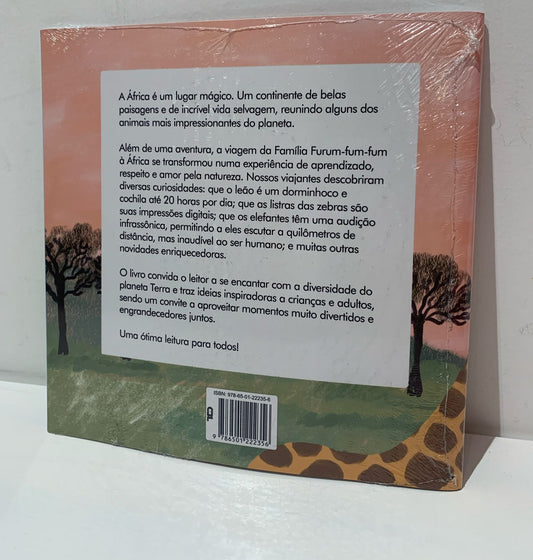 A África é um lugar mágico. Um continente de belas
paisagens e de incrível vida selvagem, reunindo alguns dos
animais mais impressionantes do planeta.
Além de uma aventura, a viagem da Família Furum-fum-fum
à África se transformou numa experiência de aprendizado,
respeito e amor pela natureza. Nossos viajantes descobriram
diversas curiosidades: que o leão é um dorminhoco e
cochila até 20 horas por dia; que as listras das zebras são
suas impressões digitais; que os elefantes têm uma audição
infrassônica, permitindo a eles escutar a quilômetros de
distância, mas inaudível ao ser humano; e muitas outras
novidades enriquecedoras.
O livro convida o leitor a se encantar com a diversidade do
planeta Terra e traz ideias inspiradoras a crianças e adultos,
sendo um convite a aproveitar momentos muito divertidos e
engrandecedores juntos.
Uma ótima leitura para todos!
ISBN: 978-65-01-22235-6
9 786501 222356